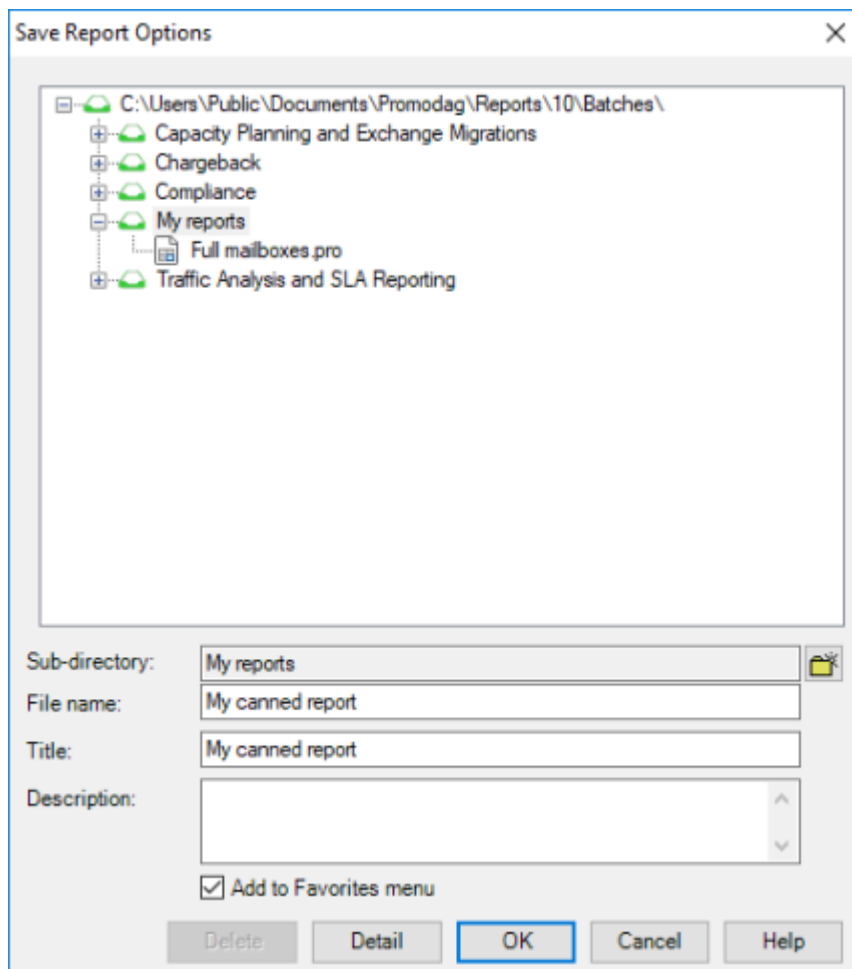 Save Report Options
C:\Users\Public\Documents\Promodag\Reports\10\Batches\
Capacity Planning and Exchange Migrations
Chargeback
Compliance
My reports
Full mailboxes.pro
Traffic Analysis and SLA Reporting
Sub-directory: My reports
File name: My canned report
Title: My canned report
Description:
Add to Favorites menu
Delete Detail OK Cancel Help